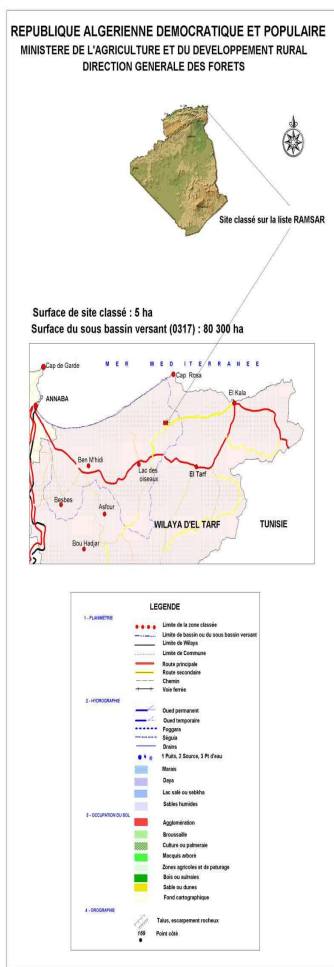 REPUBLIQUE ALGERIENNE DEMOCRATIQUE ET POPULAIRE
MINISTERE DE L'AGRICULTURE ET DU DEVELOPPEMENT RURAL
DIRECTION GENERALE DES FORETS
Site classé sur la liste RAMSAR
Surface de site classé : 5 ha
Surface du sous bassin versant (0317) : 80 300 ha
MER MEDITERRANEE
Cap de Garde
Cap Rosa
El Kala
ANNABA
Ben M'hidi
Lac des
oiseaux
El Tarf
Besbes
Asfour
WILAYA D'EL TARF
TUNISIE
Bou Hadjar
LEGENDE
1 - PLANIMÉTRIE
Limite de la zone classée
Limite de bassin ou du sous bassin versant
Limite de Wilaya
Limite de Commune
Route principale
Route secondaire
Chemin
Voie ferrée
2 - HYDROGRAPHIE
Oued permanent
Oued temporaire
Foggara
Séguia
Drains
1 Puits, 2 Source, 3 Pt d'eau
Marais
Daya
Lac salé ou sebkha
Sables humides
3 - OCCUPATION DU SOL
Agglomération
Broussaille
Culture ou palmeraie
Macquis arboré
Zones agricoles et de paturage
Bois ou autraies
Sable ou dunes
Fond cartographique
4 - OROGRAPHIE
Talus, escarpement rocheux
Point côté